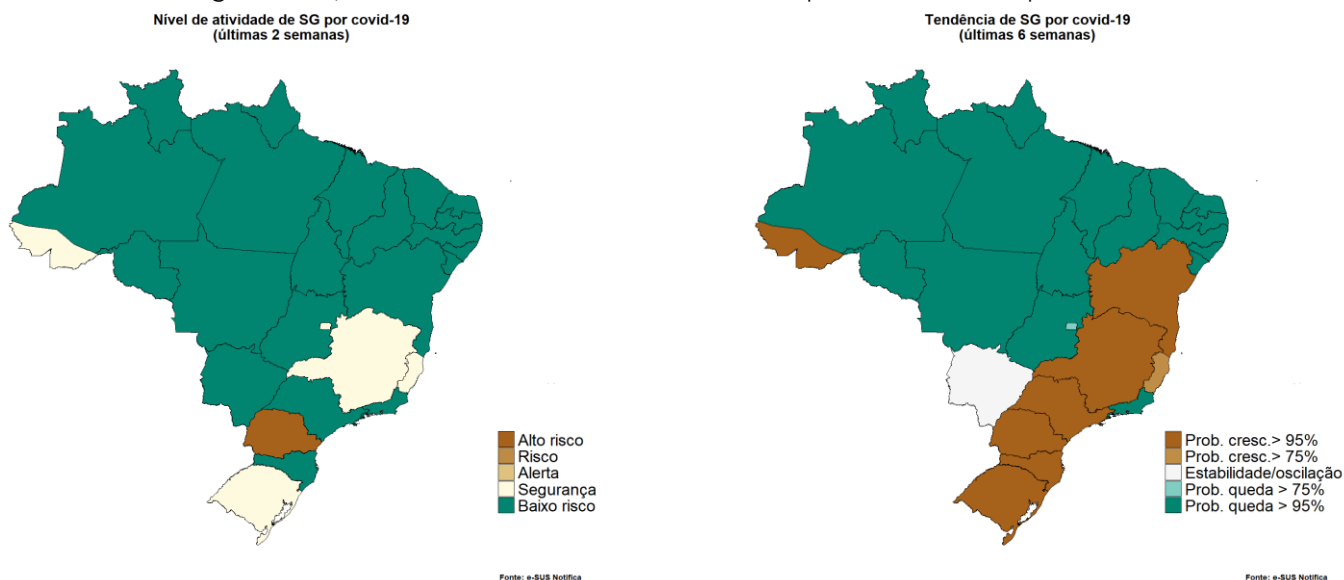 Nível de atividade de SG por covid-19
(últimas 2 semanas)
Alto risco
Risco
Alerta
Segurança
Baixo risco
Fonte: e-SUS Notifica
Tendência de SG por covid-19
(últimas 6 semanas)
Prob. cresc.> 95%
Prob. cresc.> 75%
Estabilidade/oscilação
Prob. queda > 75%
Prob. queda > 95%
Fonte: e-SUS Notifica